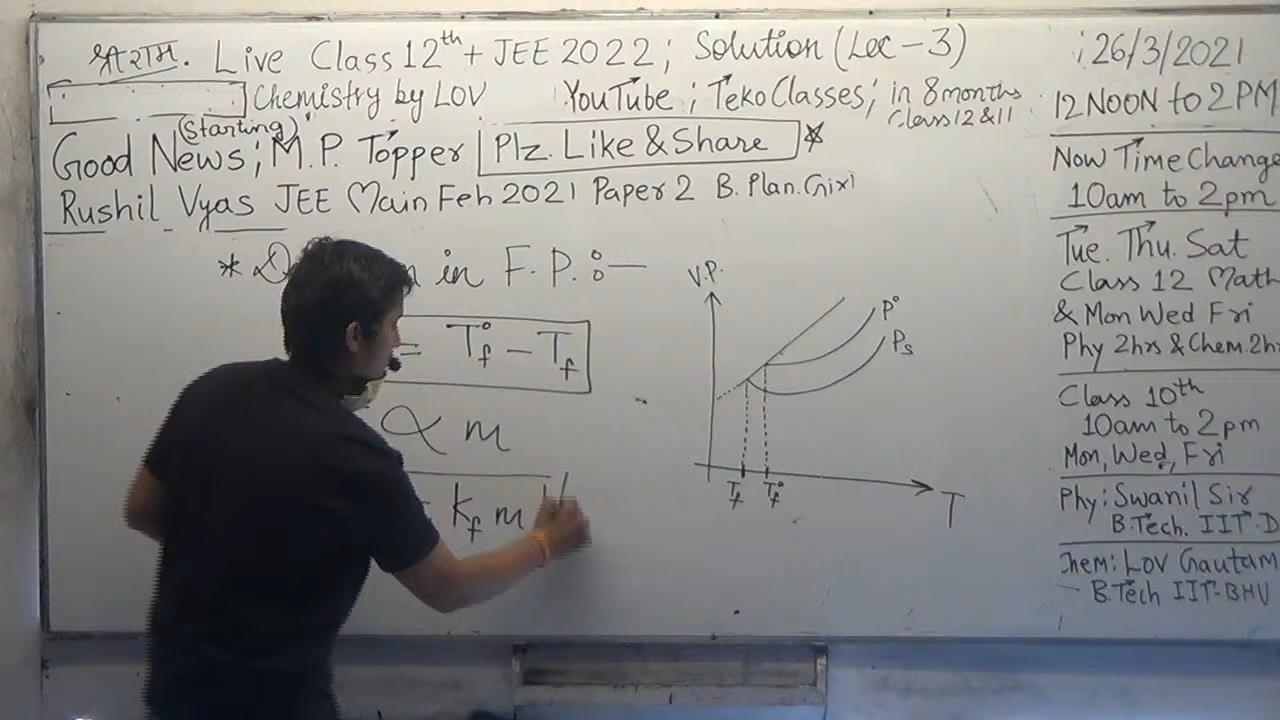 श्री राम. Live Class 12th + JEE 2022 ; Solution (Lec - 3)
Chemistry by LOV YouTube ; TekoClasses ; in 8 months
Class 12 & 11
(Starting)
Good News ; M.P. Topper Plz. Like & Share *
Rushil Vyas JEE Main Feb 2021 Paper 2 B. Plan.
* in F. P. :-
= T°f - Tf
∝ m
= kf m
V.P.
P°
Ps
Tf T°f
T
26/3/2021
12 NOON to 2 PM
Now Time Change
10am to 2pm
Tue. Thu. Sat
Class 12 Math
& Mon Wed Fri
Phy 2hrs & Chem. 2h
Class 10th
10am to 2pm
Mon, Wed, Fri
Phy : Swanil Sir
B.Tech. IIT-D
Chem: Lov Gautam
B.Tech IIT-BHU